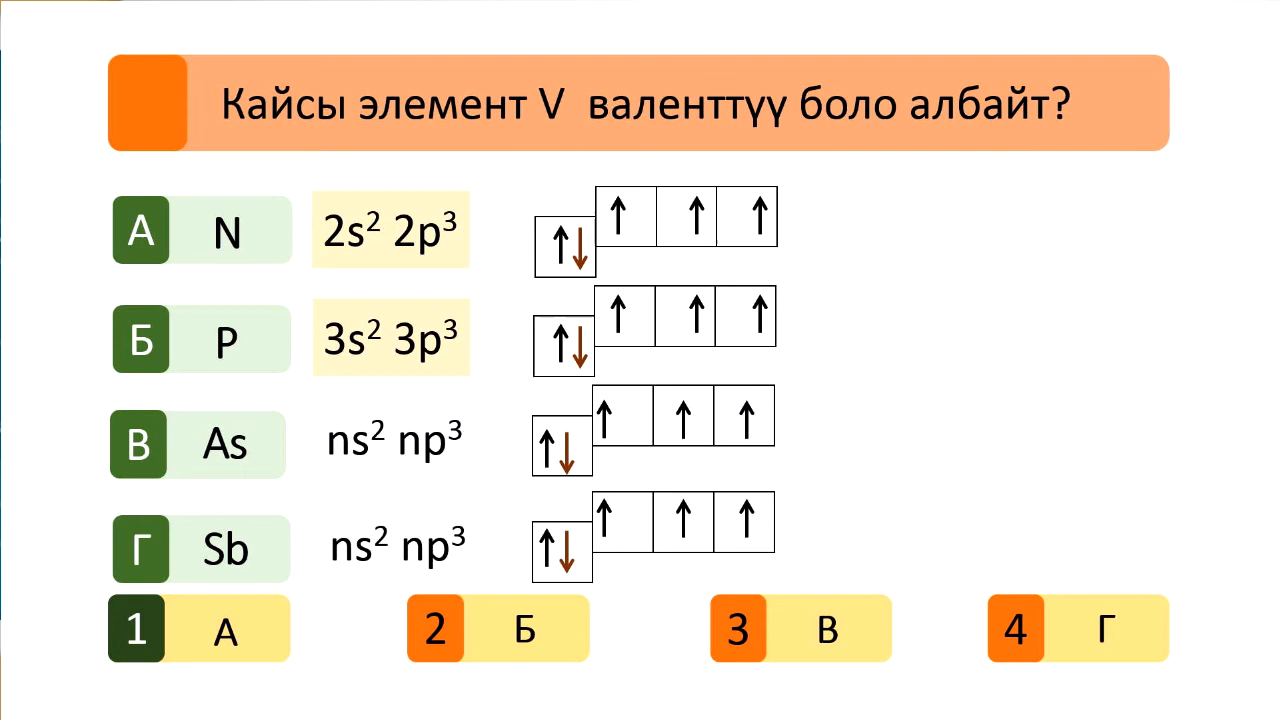 Кайсы элемент V валенттүү боло албайт?
А N 2s² 2p³
Б P 3s² 3p³
В As ns² np³
Г Sb ns² np³
1 А 2 Б 3 В 4 Г